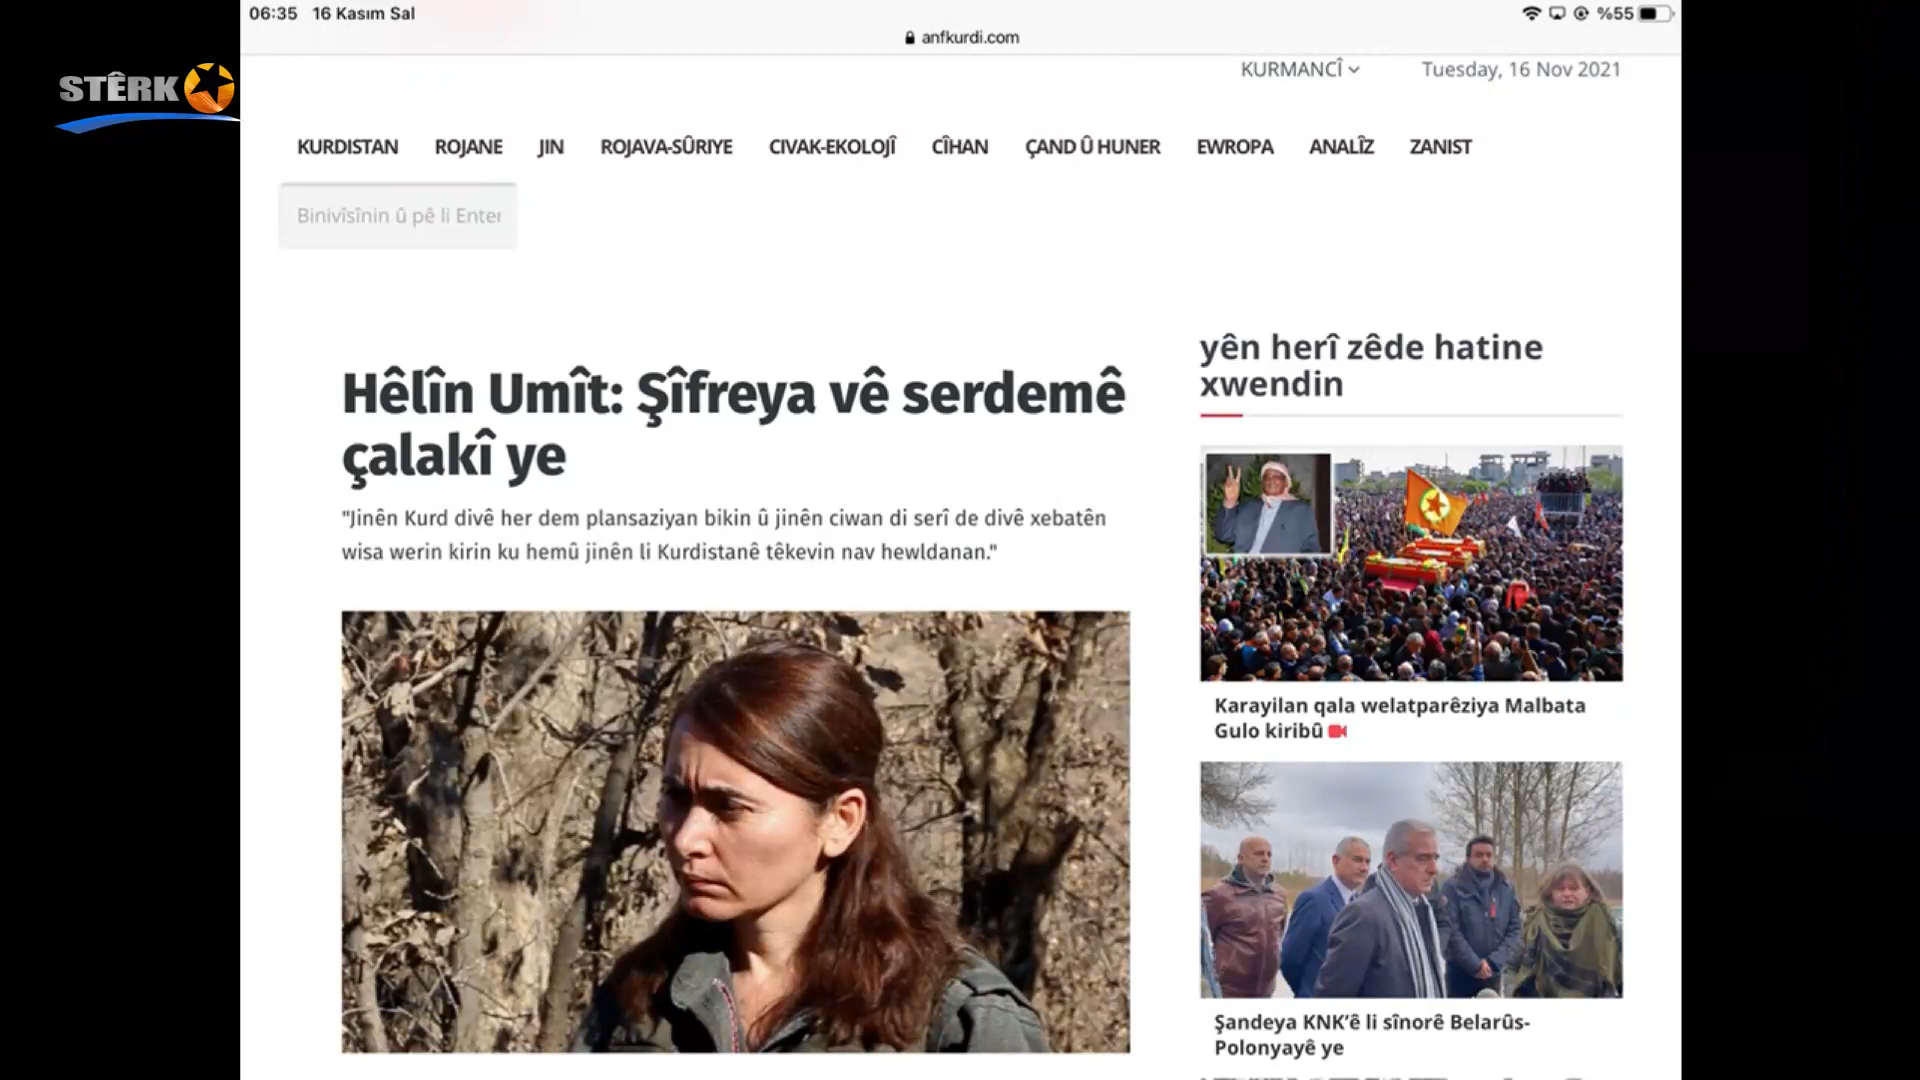 06:35 16 Kasım Sal
%55
anfkurdi.com
STÊRK
KURMANCÎ
Tuesday, 16 Nov 2021
KURDISTAN ROJANE JIN ROJAVA-SÛRIYE CIVAK-EKOLOJÎ CÎHAN ÇAND Û HUNER EWROPA ANALÎZ ZANIST
Binivîsînin û pê li Enter
Hêlîn Umît: Şîfreya vê serdemê
çalakî ye
"Jinên Kurd divê her dem plansaziyan bikin û jinên ciwan di serî de divê xebatên
wisa werin kirin ku hemû jinên li Kurdistanê têkevin nav hewldanan."
yên herî zêde hatine
xwendin
Karayilan qala welatparêziya Malbata
Gulo kiribû
Şandeya KNK’ê li sînorê Belarûs-
Polonyayê ye